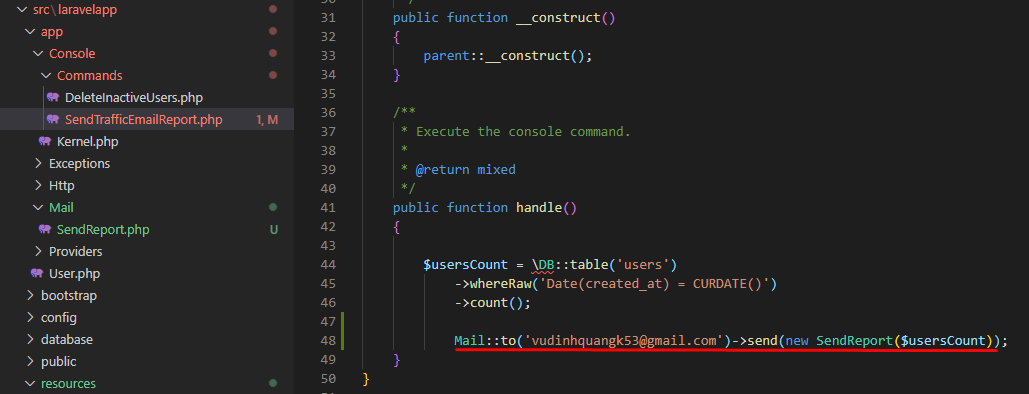 src\laravelapp
app
Console
Commands
DeleteInactiveUsers.php
SendTrafficEmailReport.php 1, M
Kernel.php
Exceptions
Http
Mail
SendReport.php U
Providers
User.php
bootstrap
config
database
public
resources
31 public function __construct()
32 {
33 parent::__construct();
34 }
35
36 /**
37 * Execute the console command.
38 *
39 * @return mixed
40 */
41 public function handle()
42 {
43
44 $usersCount = \DB::table('users')
45 ->whereRaw('Date(created_at) = CURDATE()')
46 ->count();
47
48 Mail::to('vudinhquangk53@gmail.com')->send(new SendReport($usersCount));
49 }
50 }